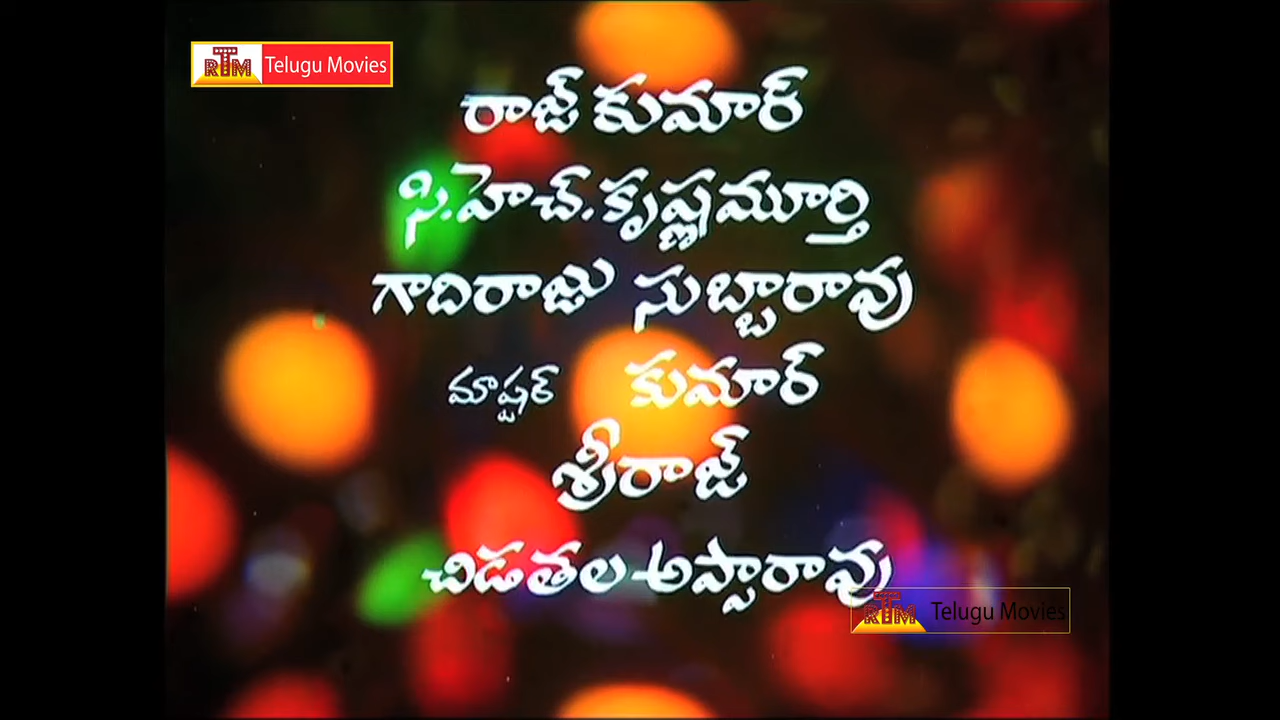 RTM Telugu Movies
రాజ్ కుమార్
సి.హెచ్.కృష్ణమూర్తి
గాదిరాజు సుబ్బారావు
మాష్టర్ కుమార్
శ్రీరాజ్
చిడతల అప్పారావు
RTM Telugu Movies